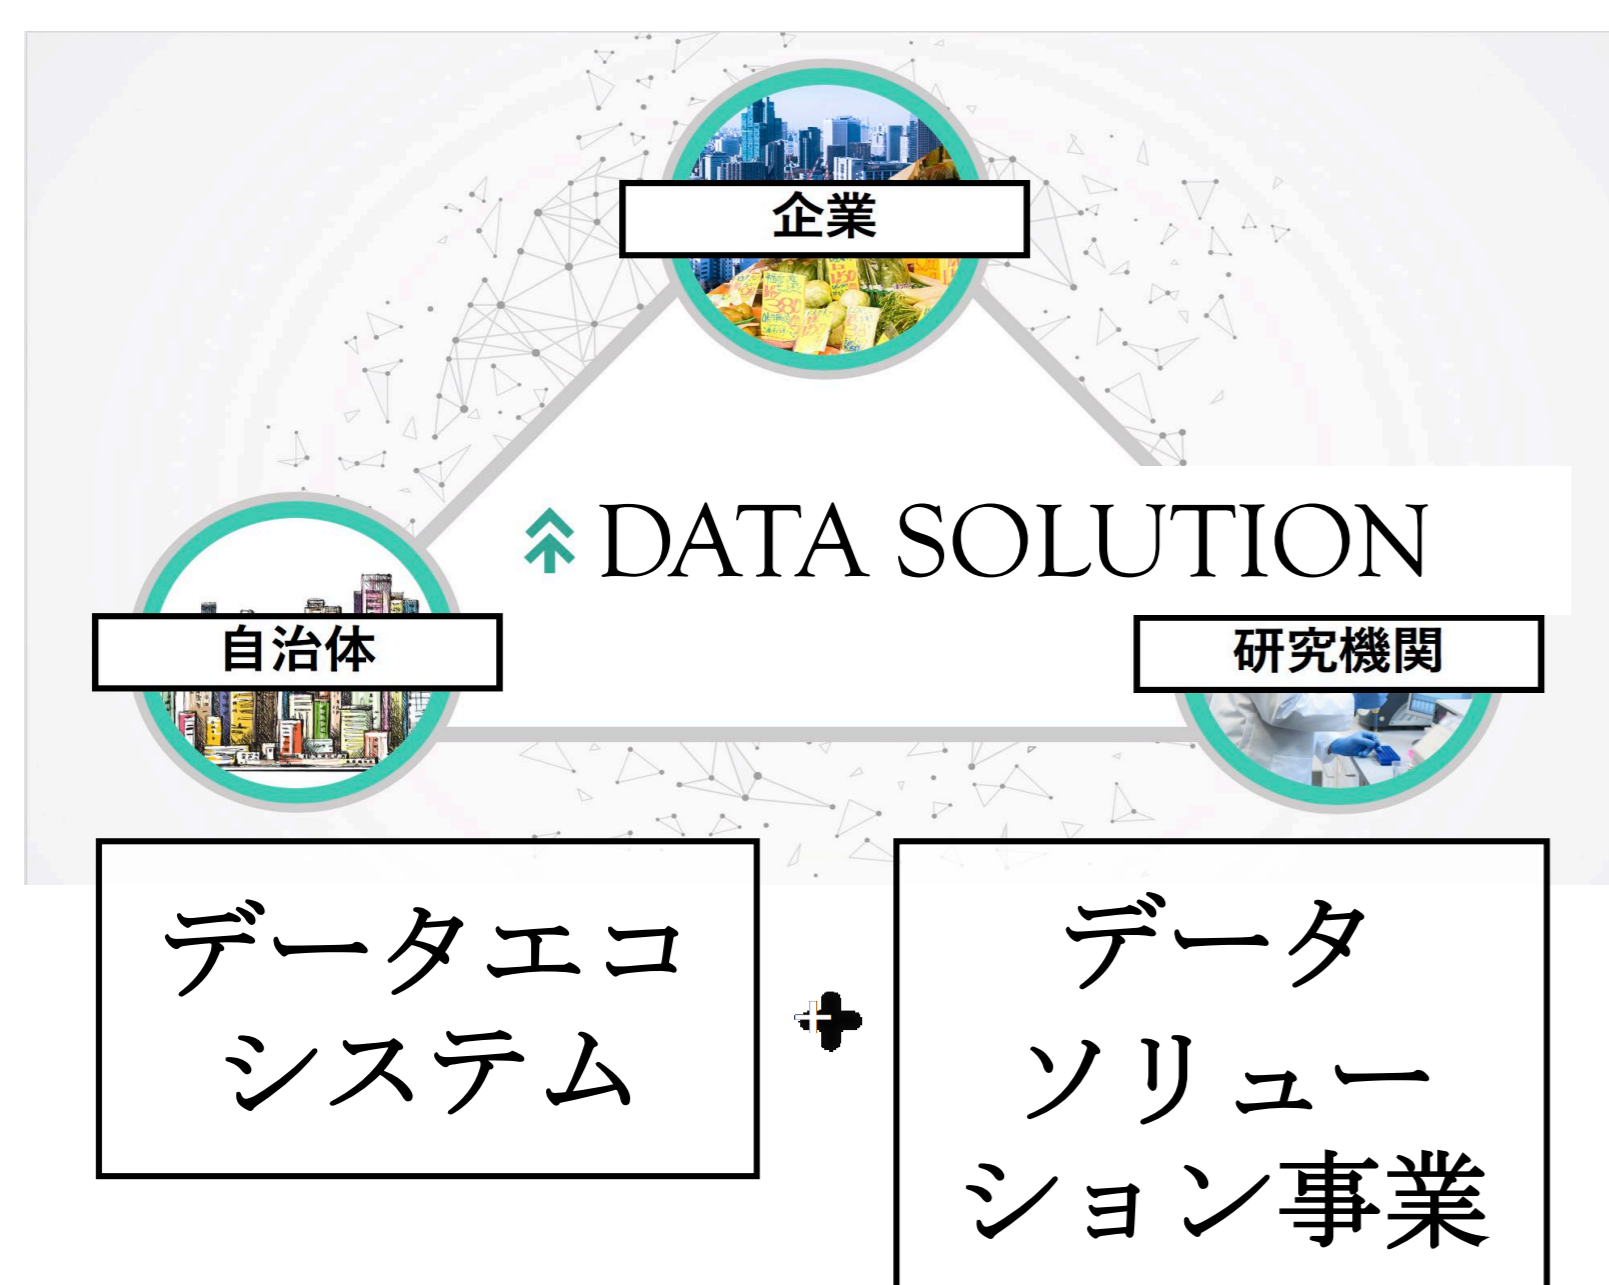 企業
DATA SOLUTION
自治体
研究機関
データエコ
システム
+
データ
ソリュー
ション事業